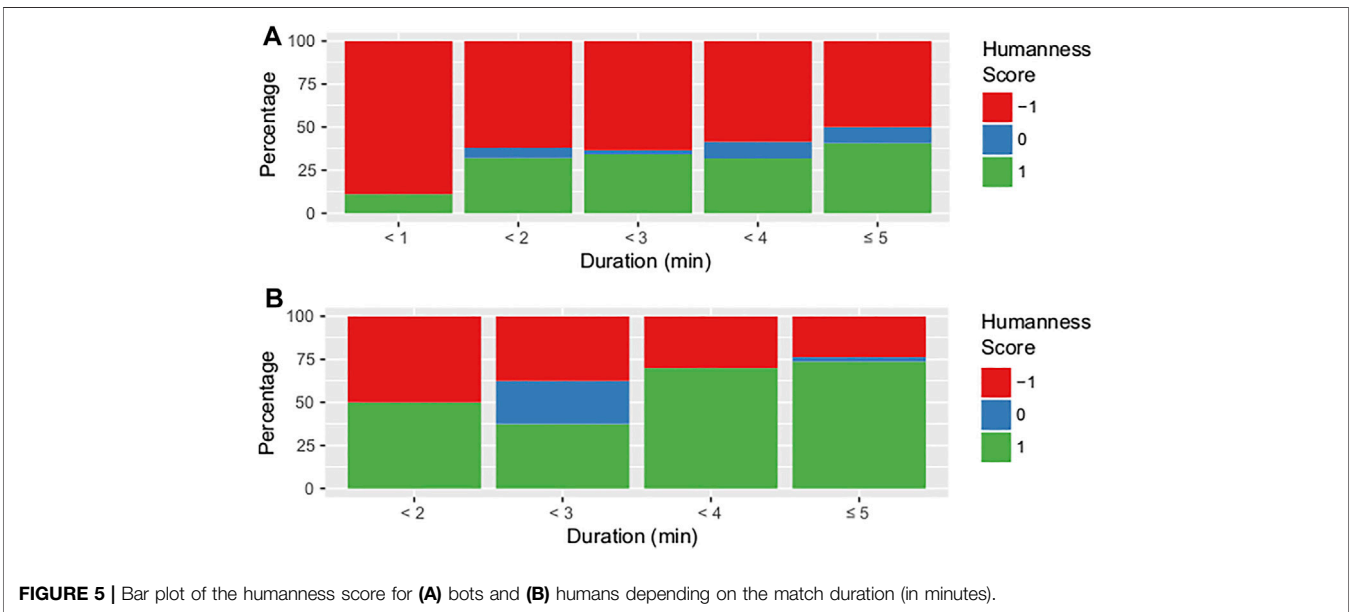 A
100
75
50
25
0
Percentage
< 1
< 2
< 3
< 4
≤ 5
Duration (min)
Humanness
Score
−1
0
1
B
100
75
50
25
0
Percentage
< 2
< 3
< 4
≤ 5
Duration (min)
Humanness
Score
−1
0
1
FIGURE 5 | Bar plot of the humanness score for (A) bots and (B) humans depending on the match duration (in minutes).